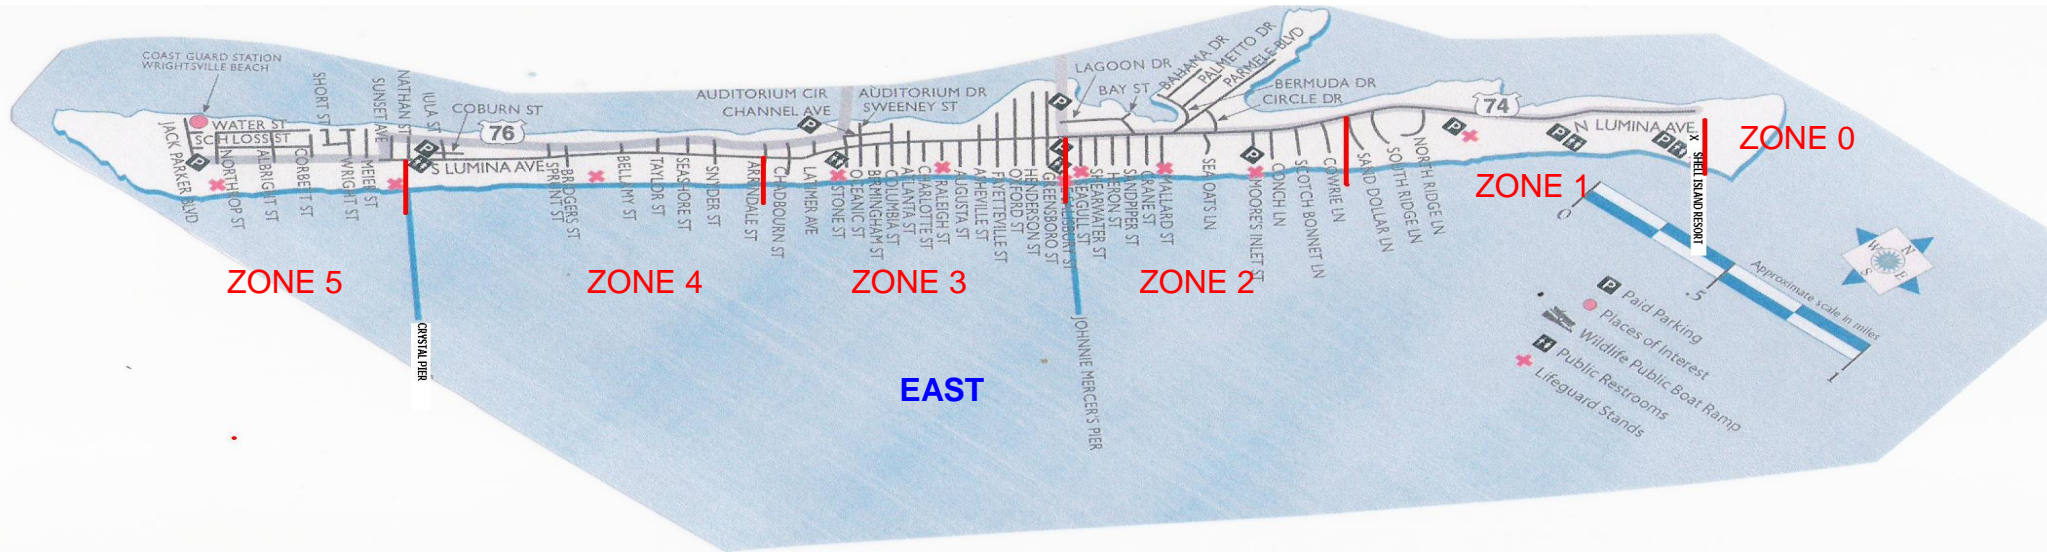 COAST GUARD STATION
WRIGHTSVILLE BEACH
WATER ST
SCHLOSS ST
JACK PARKER BLVD
NORTHROP ST
ALBRIGHT ST
CORBETT ST
SHORT ST
WRIGHT ST
MEIER ST
SUNSET AVE
NATHAN ST
IULA ST
COBURN ST
76
S LUMINA AVE
SPRUNT ST
BRIDGERS ST
BELLAMY ST
TAYLOR ST
SEASHORE ST
SNYDER ST
ARRINDALE ST
CHADBOURN ST
LATIMER AVE
AUDITORIUM CIR
CHANNEL AVE
AUDITORIUM DR
SWEENEY ST
STONE ST
OCEANIC ST
BIRMINGHAM ST
COLUMBIA ST
ATLANTA ST
CHARLOTTE ST
RALEIGH ST
AUGUSTA ST
ASHEVILLE ST
FAYETTEVILLE ST
OXFORD ST
HENDERSON ST
GREENSBORO ST
SALISBURY ST
SEAGULL ST
SHEARWATER ST
HERON ST
SANDPIPER ST
CRANE ST
MALLARD ST
LAGOON DR
BAY ST
BAHAMA DR
PALMETTO DR
PARMELE BLVD
BERMUDA DR
CIRCLE DR
SEA OATS LN
MOORE'S INLET ST
CONCH LN
SCOTCH BONNET LN
COWRIE LN
SAND DOLLAR LN
SOUTH RIDGE LN
NORTH RIDGE LN
74
N LUMINA AVE
X SHELL ISLAND RESORT
ZONE 0
ZONE 1
ZONE 2
ZONE 3
ZONE 4
ZONE 5
CRYSTAL PIER
JOHNNIE MERCER'S PIER
EAST
0
.5
1
Approximate scale in miles
N
E
S
W
P Paid Parking
Places of Interest
Wildlife Public Boat Ramp
Public Restrooms
Lifeguard Stands